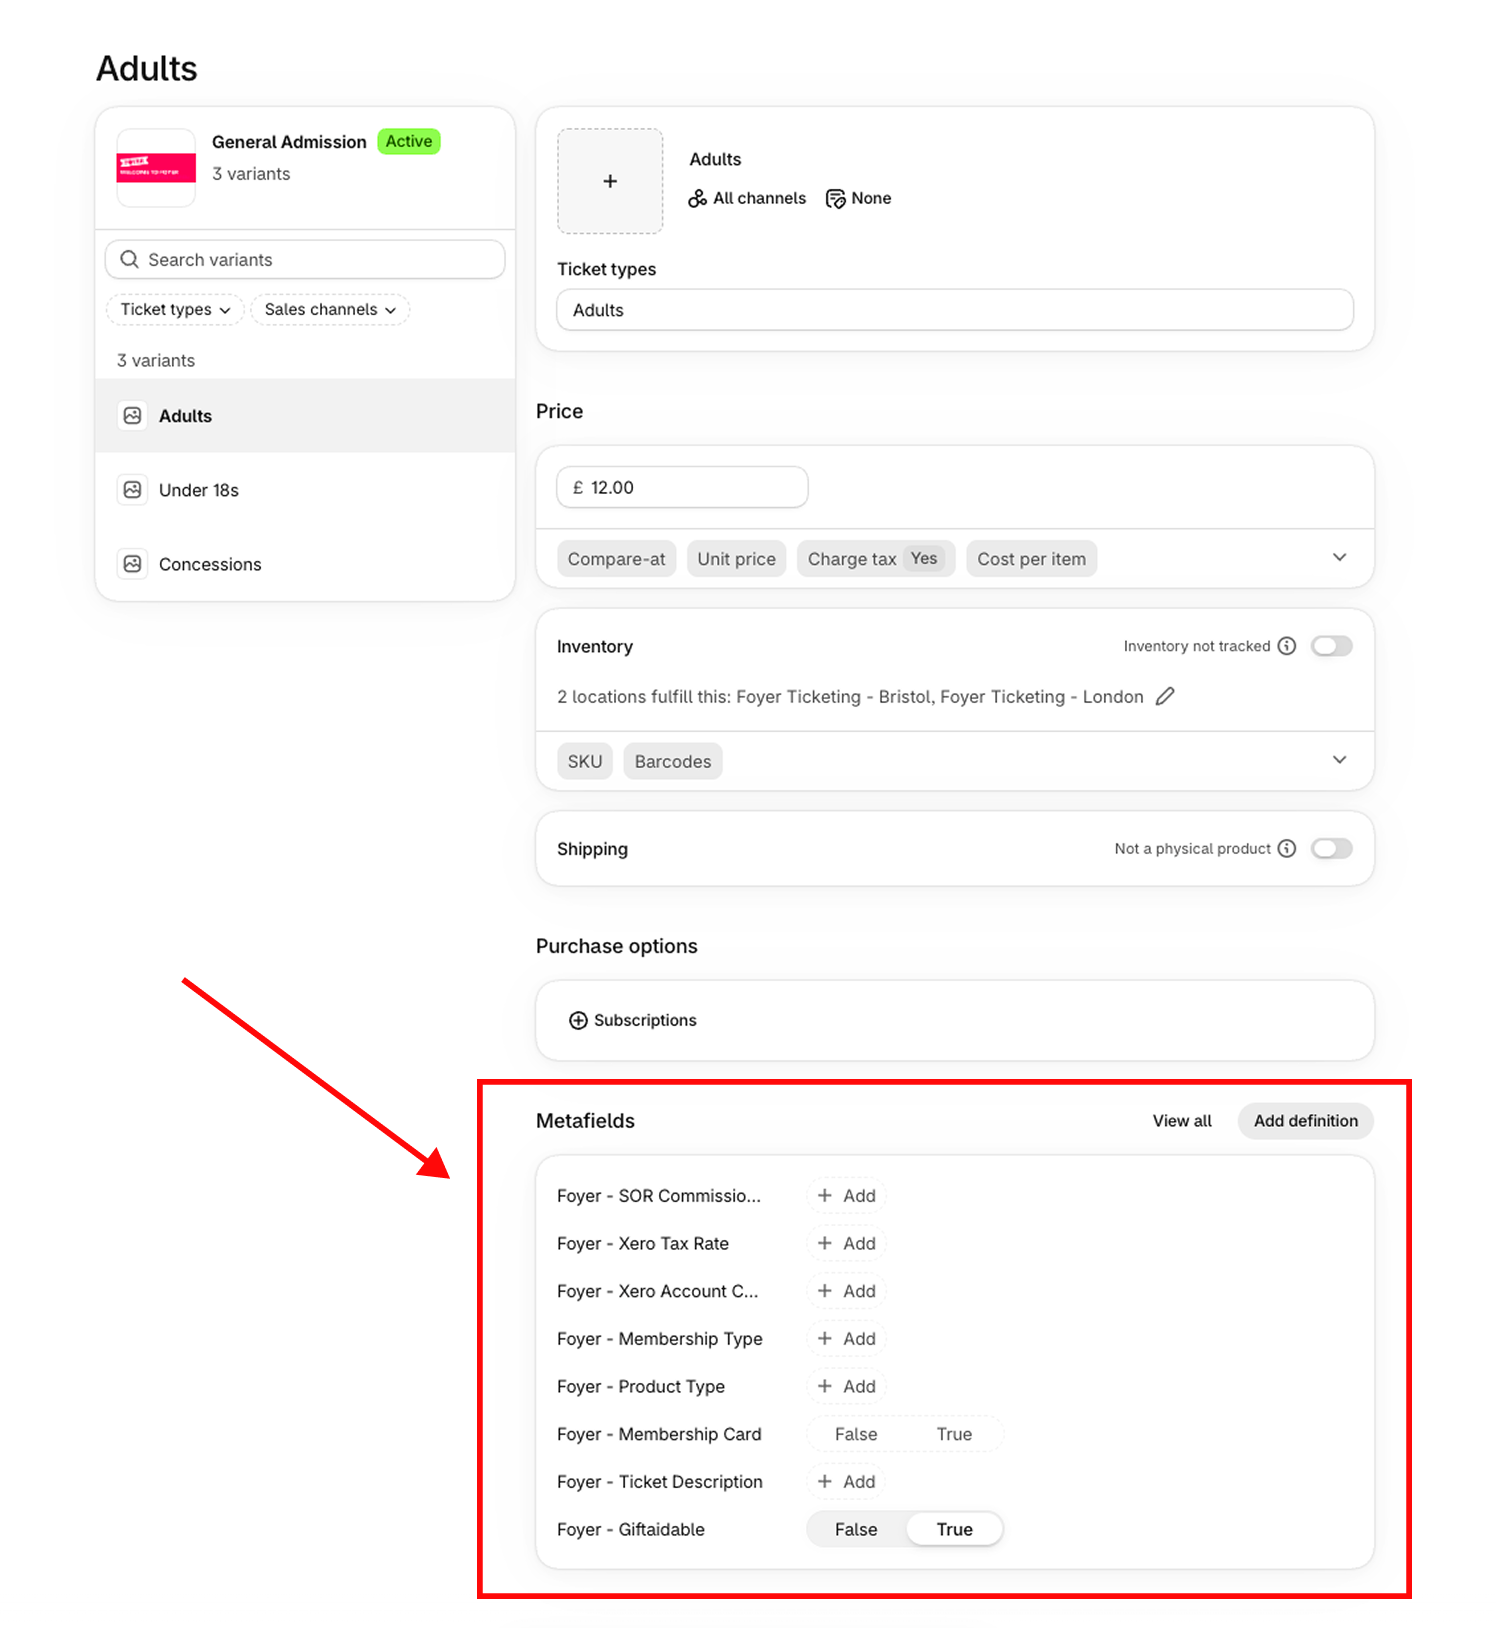 Adults
General Admission Active
3 variants
Search variants
Ticket types Sales channels
3 variants
Adults
Under 18s
Concessions
Adults
All channels None
Ticket types
Adults
Price
£ 12.00
Compare-at Unit price Charge tax Yes Cost per item
Inventory Inventory not tracked
2 locations fulfill this: Foyer Ticketing - Bristol, Foyer Ticketing - London
SKU Barcodes
Shipping Not a physical product
Purchase options
Subscriptions
Metafields View all Add definition
Foyer - SOR Commissio... + Add
Foyer - Xero Tax Rate + Add
Foyer - Xero Account C... + Add
Foyer - Membership Type + Add
Foyer - Product Type + Add
Foyer - Membership Card False True
Foyer - Ticket Description + Add
Foyer - Giftaidable False True